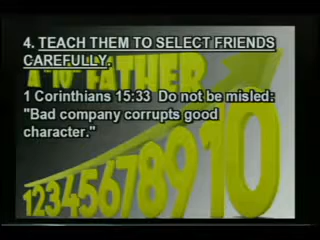 4. TEACH THEM TO SELECT FRIENDS
CAREFULLY,
A "10" FATHER
1 Corinthians 15:33 Do not be misled:
"Bad company corrupts good
character."
12345678910